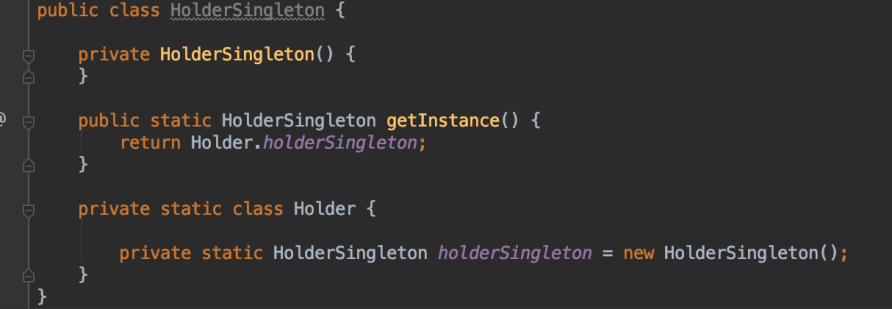 public class HolderSingleton {
private HolderSingleton() {
}
public static HolderSingleton getInstance() {
return Holder.holderSingleton;
}
private static class Holder {
private static HolderSingleton holderSingleton = new HolderSingleton();
}
}